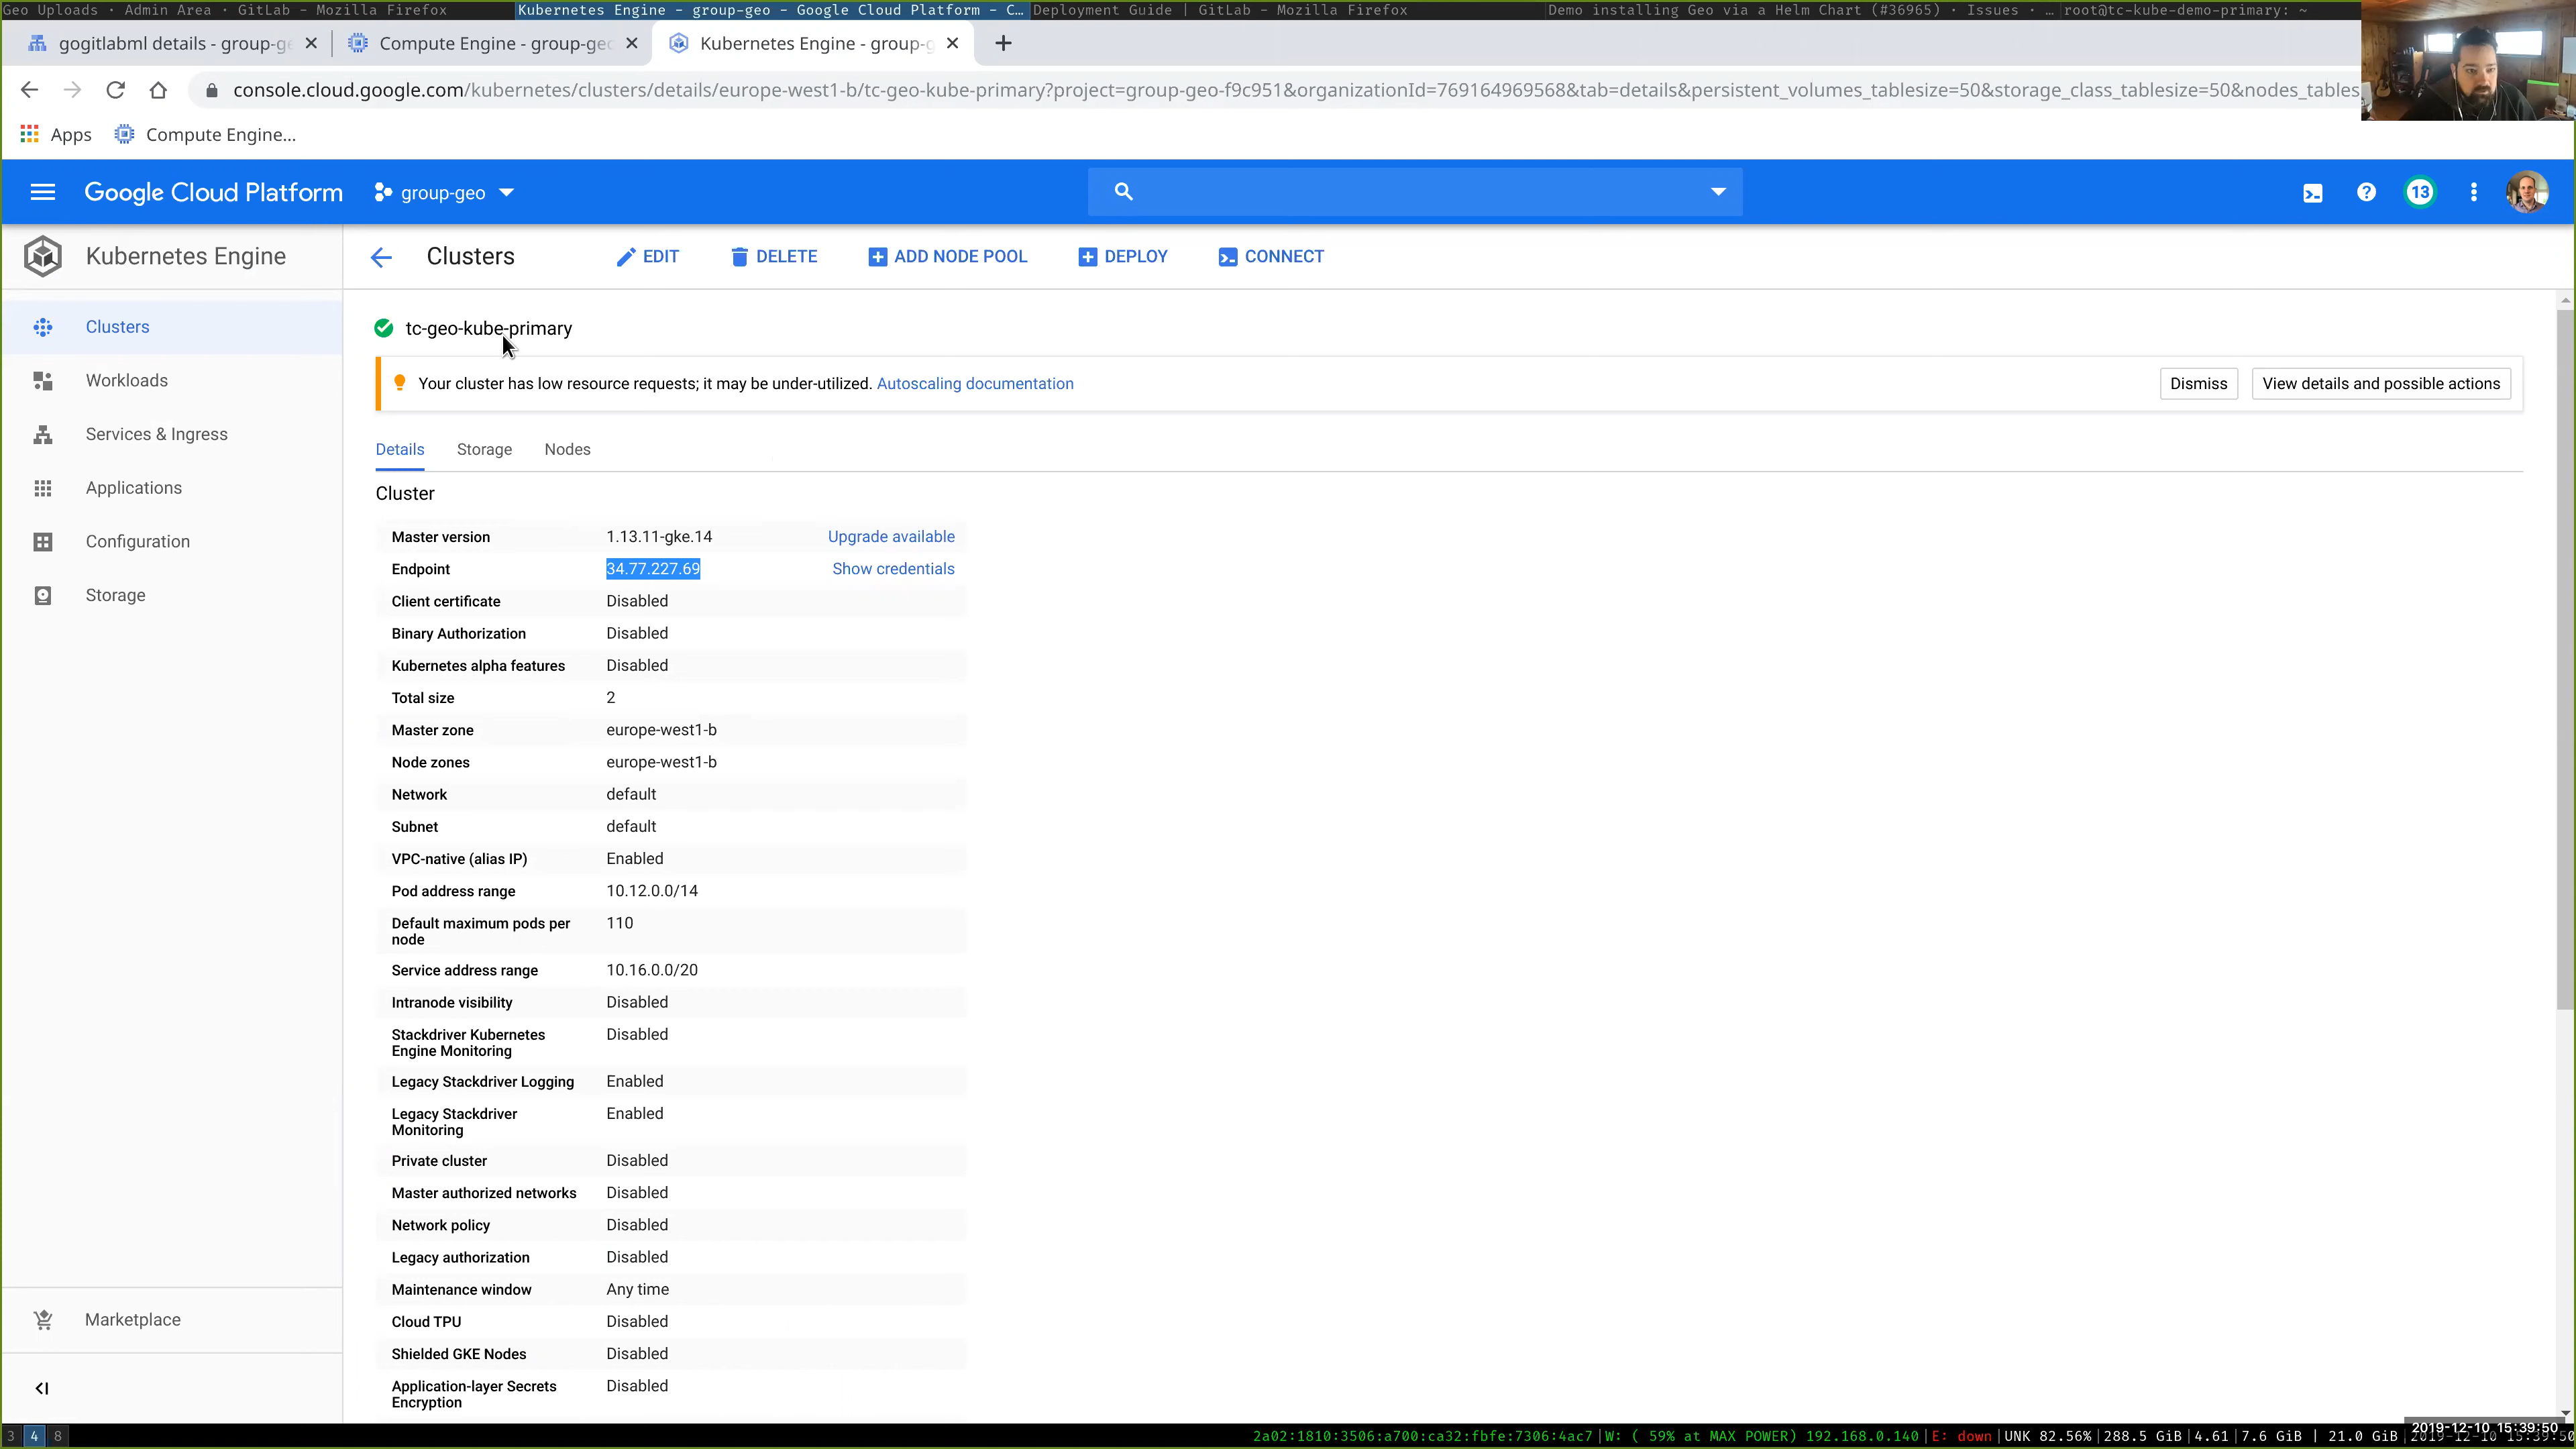 Geo Uploads · Admin Area · GitLab – Mozilla Firefox
Kubernetes Engine – group-geo – Google Cloud Platform – C…
Deployment Guide | GitLab – Mozilla Firefox
Demo installing Geo via a Helm Chart (#36965) · Issues · …
root@tc-kube-demo-primary: ~
gogitlabml details - group-ge
Compute Engine - group-geo
Kubernetes Engine - group-g
console.cloud.google.com/kubernetes/clusters/details/europe-west1-b/tc-geo-kube-primary?project=group-geo-f9c951&organizationId=769164969568&tab=details&persistent_volumes_tablesize=50&storage_class_tablesize=50&nodes_tables
Apps
Compute Engine...
Google Cloud Platform
group-geo
13
Kubernetes Engine
Clusters
EDIT
DELETE
ADD NODE POOL
DEPLOY
CONNECT
Clusters
Workloads
Services & Ingress
Applications
Configuration
Storage
Marketplace
tc-geo-kube-primary
Your cluster has low resource requests; it may be under-utilized. Autoscaling documentation
Dismiss
View details and possible actions
Details
Storage
Nodes
Cluster
Master version 1.13.11-gke.14 Upgrade available
Endpoint 34.77.227.69 Show credentials
Client certificate Disabled
Binary Authorization Disabled
Kubernetes alpha features Disabled
Total size 2
Master zone europe-west1-b
Node zones europe-west1-b
Network default
Subnet default
VPC-native (alias IP) Enabled
Pod address range 10.12.0.0/14
Default maximum pods per 110
node
Service address range 10.16.0.0/20
Intranode visibility Disabled
Stackdriver Kubernetes Disabled
Engine Monitoring
Legacy Stackdriver Logging Enabled
Legacy Stackdriver Enabled
Monitoring
Private cluster Disabled
Master authorized networks Disabled
Network policy Disabled
Legacy authorization Disabled
Maintenance window Any time
Cloud TPU Disabled
Shielded GKE Nodes Disabled
Application-layer Secrets Disabled
Encryption
2019-12-10 15:39:50
3 4 8
2a02:1810:3506:a700:ca32:fbfe:7306:4ac7|W: ( 59% at MAX POWER) 192.168.0.140|E: down|UNK 82.56%|288.5 GiB|4.61|7.6 GiB | 21.0 GiB